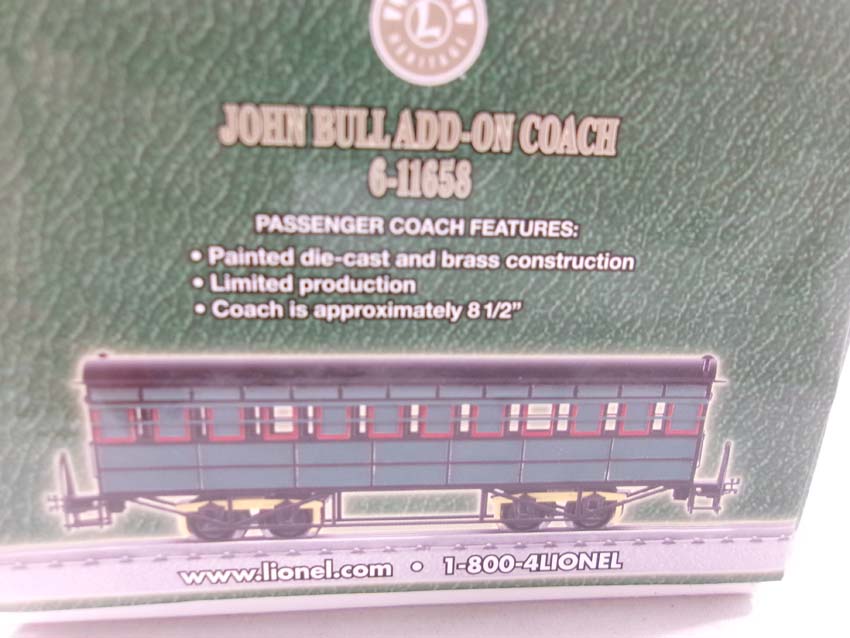 L
HERITAGE
JOHN BULL ADD-ON COACH
6-11658
PASSENGER COACH FEATURES:
• Painted die-cast and brass construction
• Limited production
• Coach is approximately 8 1/2"
www.lionel.com • 1-800-4LIONEL